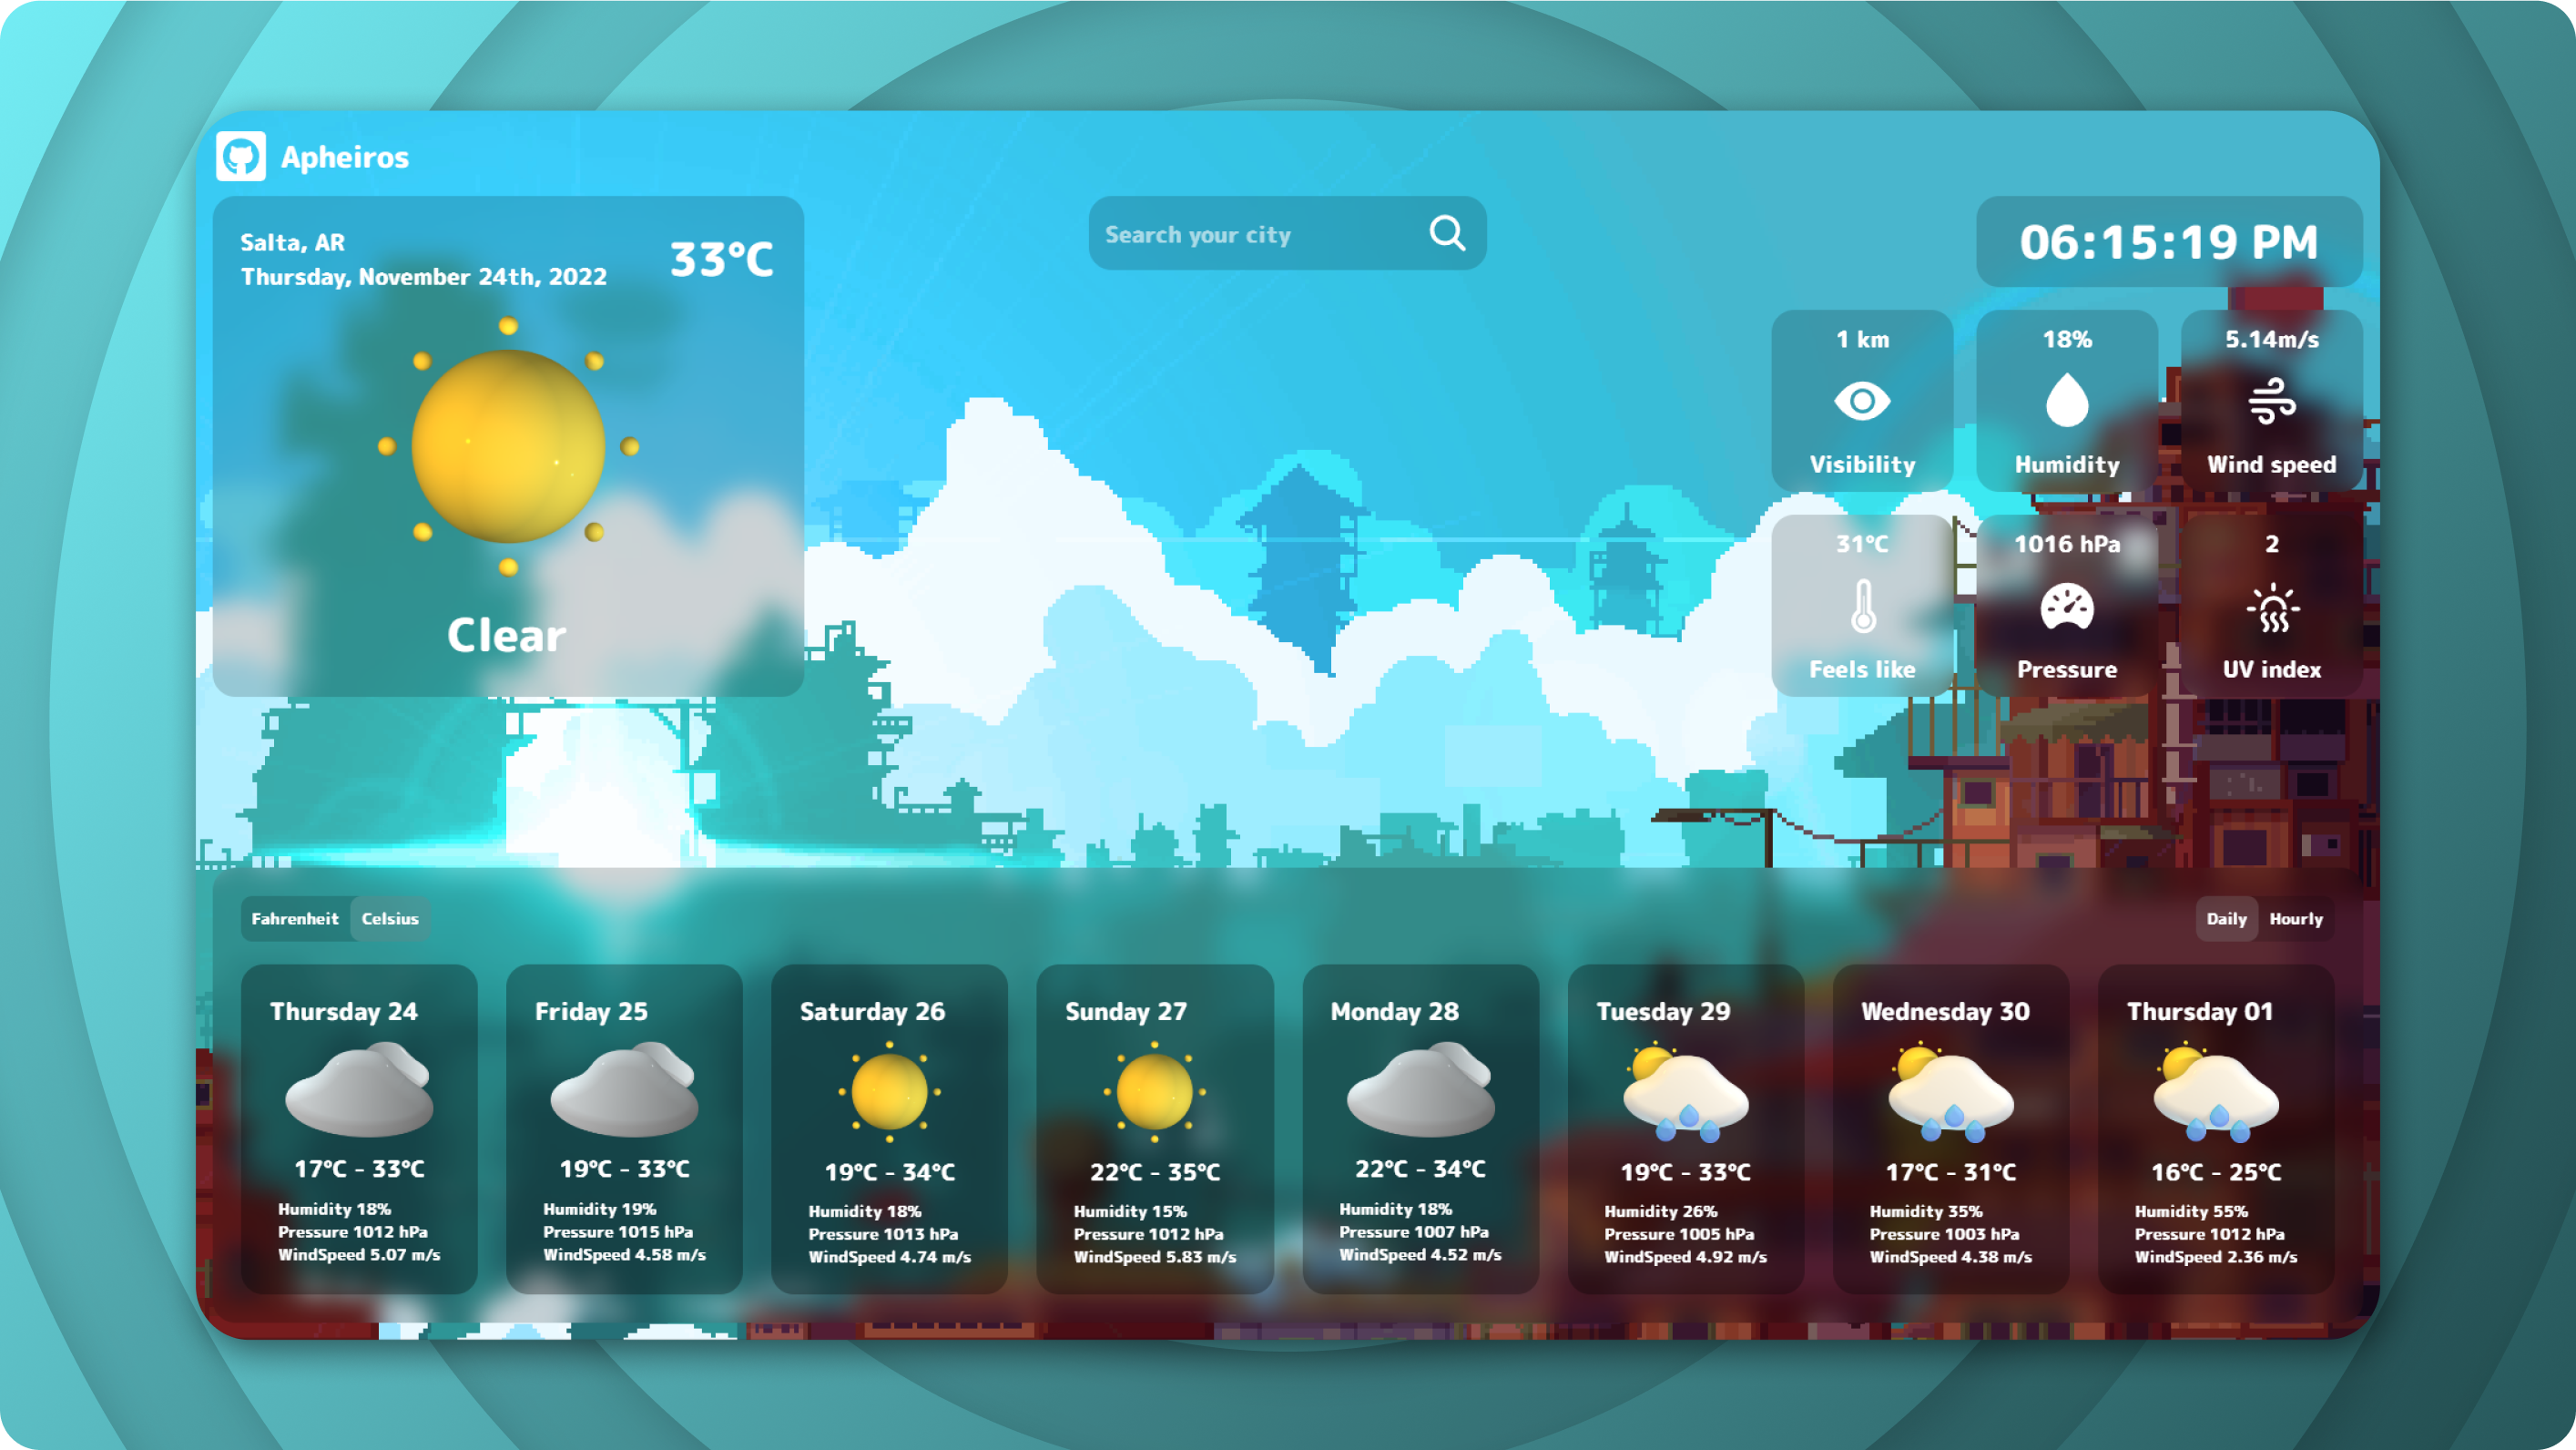 Apheiros
Salta, AR
Thursday, November 24th, 2022
33°C
Clear
Search your city
06:15:19 PM
1 km
Visibility
18%
Humidity
5.14m/s
Wind speed
31°C
Feels like
1016 hPa
Pressure
2
UV index
Fahrenheit Celsius
Daily Hourly
Thursday 24
17°C - 33°C
Humidity 18%
Pressure 1012 hPa
WindSpeed 5.07 m/s
Friday 25
19°C - 33°C
Humidity 19%
Pressure 1015 hPa
WindSpeed 4.58 m/s
Saturday 26
19°C - 34°C
Humidity 18%
Pressure 1013 hPa
WindSpeed 4.74 m/s
Sunday 27
22°C - 35°C
Humidity 15%
Pressure 1012 hPa
WindSpeed 5.83 m/s
Monday 28
22°C - 34°C
Humidity 18%
Pressure 1007 hPa
WindSpeed 4.52 m/s
Tuesday 29
19°C - 33°C
Humidity 26%
Pressure 1005 hPa
WindSpeed 4.92 m/s
Wednesday 30
17°C - 31°C
Humidity 35%
Pressure 1003 hPa
WindSpeed 4.38 m/s
Thursday 01
16°C - 25°C
Humidity 55%
Pressure 1012 hPa
WindSpeed 2.36 m/s